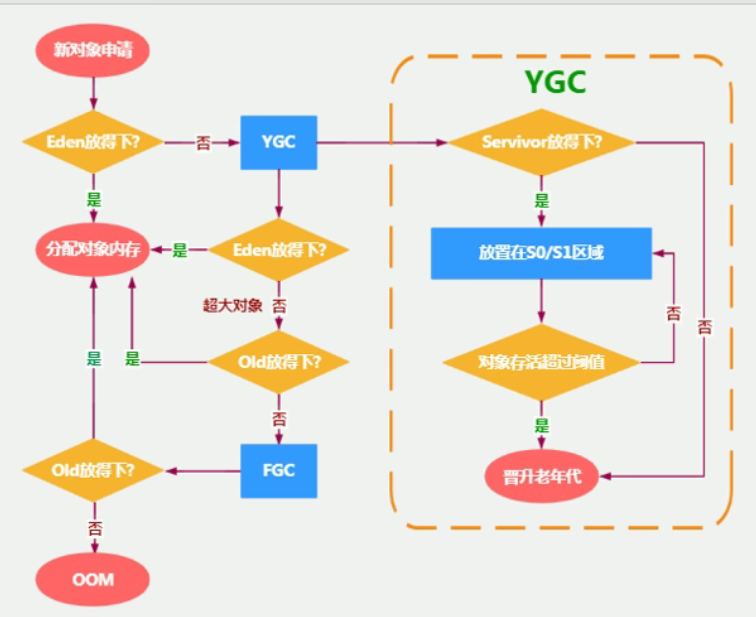 新对象申请
YGC
Eden放得下?
否
YGC
Servivor放得下?
是
是
分配对象内存
是
Eden放得下?
放置在S0/S1区域
超大对象
否
否
否
是
是
Old放得下?
对象存活超过阈值
否
是
Old放得下?
FGC
晋升老年代
否
OOM